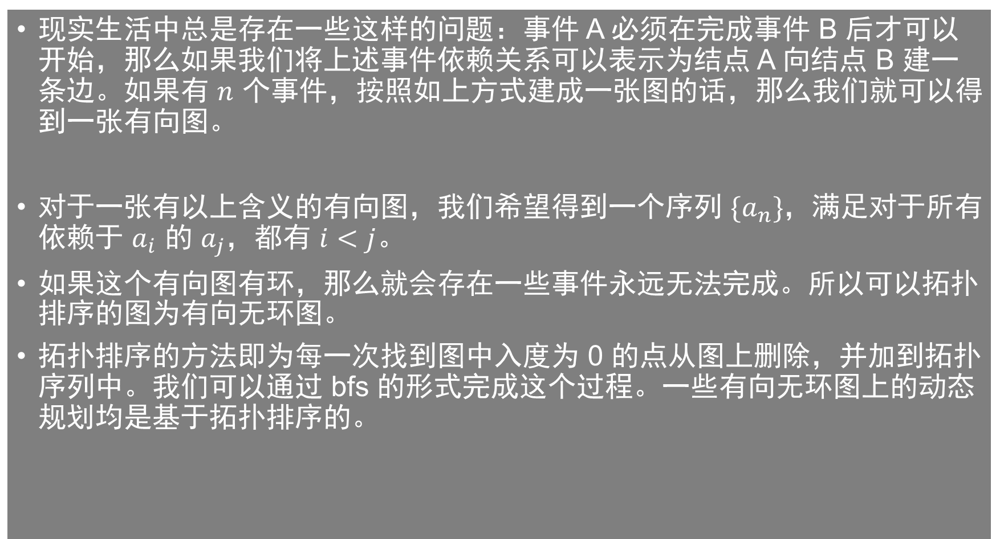 • 现实生活中总是存在一些这样的问题：事件 A 必须在完成事件 B 后才可以
开始，那么如果我们将上述事件依赖关系可以表示为结点 A 向结点 B 建一
条边。如果有 n 个事件，按照如上方式建成一张图的话，那么我们就可以得
到一张有向图。
• 对于一张有以上含义的有向图，我们希望得到一个序列 {aₙ}，满足对于所有
依赖于 aᵢ 的 aⱼ，都有 i < j。
• 如果这个有向图有环，那么就会存在一些事件永远无法完成。所以可以拓扑
排序的图为有向无环图。
• 拓扑排序的方法即为每一次找到图中入度为 0 的点从图上删除，并加到拓扑
序列中。我们可以通过 bfs 的形式完成这个过程。一些有向无环图上的动态
规划均是基于拓扑排序的。